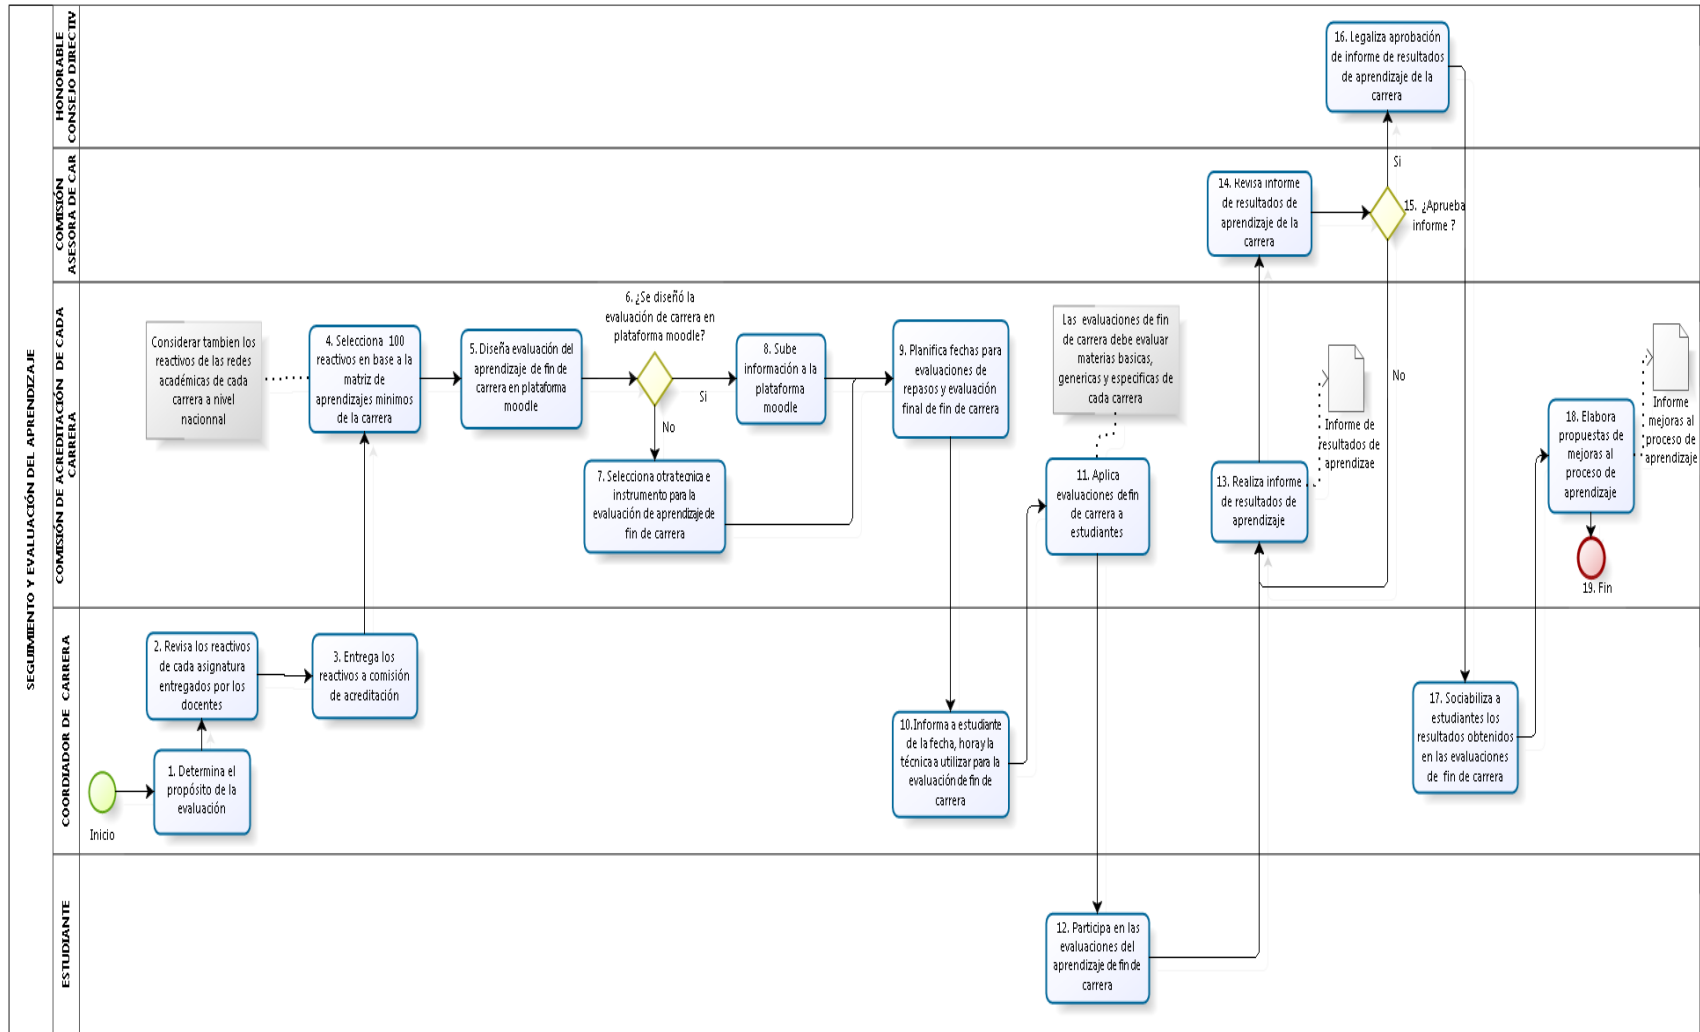 SEGUIMIENTO Y EVALUACIÓN DEL APRENDIZAJE
HONORABLE
CONSEJO DIRECTIV
16. Legaliza aprobación
de informe de resultados
de aprendizaje de la
carrera
COMISIÓN
ASESORA DE CAR
14. Revisa informe
de resultados de
aprendizaje de la
carrera
Si
15. ¿Aprueba
informe ?
No
COMISIÓN DE ACREDITACIÓN DE CADA
CARRERA
Considerar tambien los
reactivos de las redes
académicas de cada
carrera a nivel
nacionnal
4. Selecciona 100
reactivos en base a la
matriz de
aprendizajes minimos
de la carrera
5. Diseña evaluación del
aprendizaje de fin de
carrera en plataforma
moodle
6. ¿Se diseñó la
evaluación de carrera en
plataforma moodle?
Si
No
7. Selecciona otra tecnica e
instrumento para la
evaluación de aprendizaje de
fin de carrera
8. Sube
información a la
plataforma
moodle
9. Planifica fechas para
evaluaciones de
repasos y evaluación
final de fin de carrera
Las evaluaciones de fin
de carrera debe evaluar
materias basicas,
genericas y especificas de
cada carrera
11. Aplica
evaluaciones de fin
de carrera a
estudiantes
13. Realiza informe
de resultados de
aprendizaje
Informe de
resultados de
aprendizae
18. Elabora
propuestas de
mejoras al
proceso de
aprendizaje
Informe
mejoras al
proceso de
aprendizaje
19. Fin
COORDIADOR DE CARRERA
Inicio
1. Determina el
propósito de la
evaluación
2. Revisa los reactivos
de cada asignatura
entregados por los
docentes
3. Entrega los
reactivos a comisión
de acreditación
10.Informa a estudiante
de la fecha, hora y la
técnica a utilizar para la
evaluación de fin de
carrera
17. Sociabiliza a
estudiantes los
resultados obtenidos
en las evaluaciones
de fin de carrera
ESTUDIANTE
12. Participa en las
evaluaciones del
aprendizaje de fin de
carrera